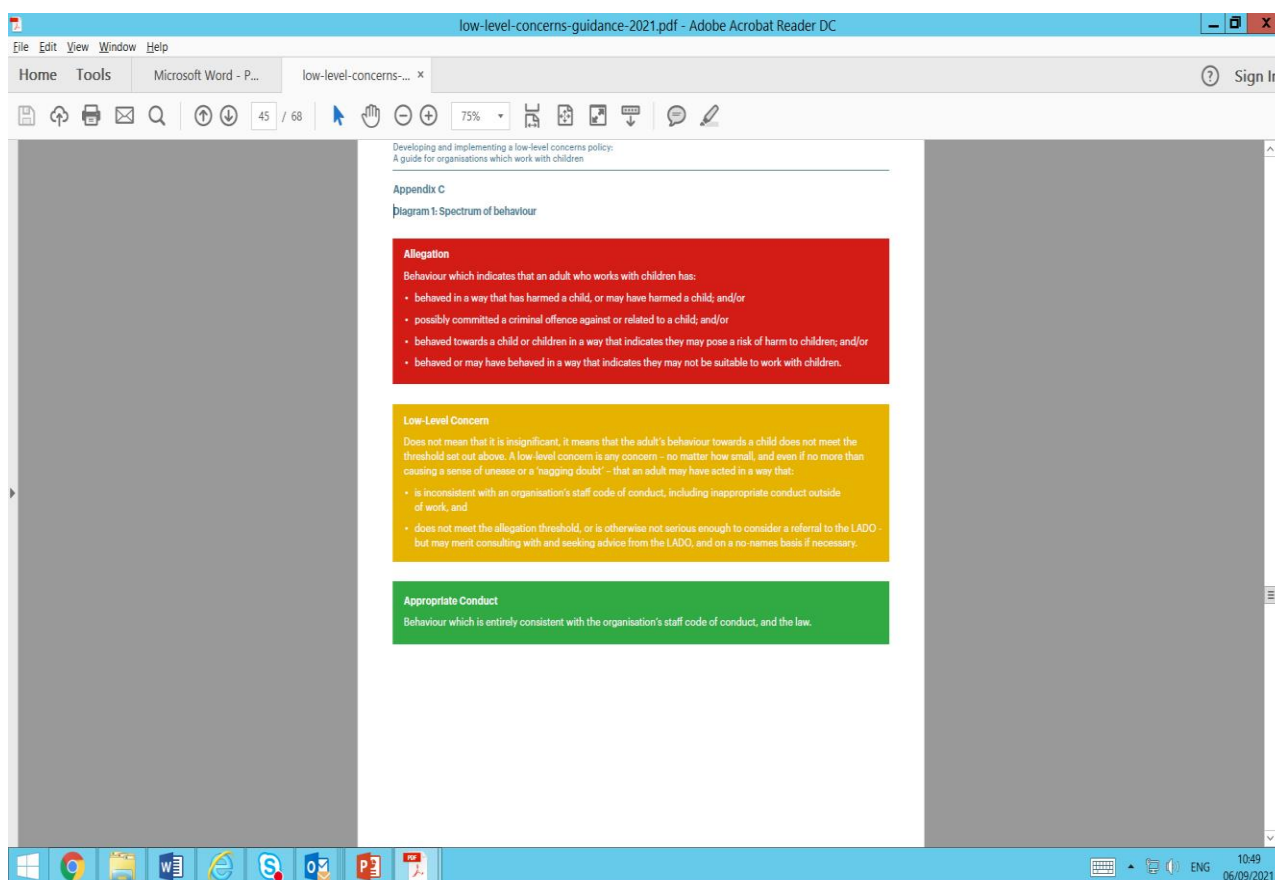 low-level-concerns-guidance-2021.pdf - Adobe Acrobat Reader DC
File Edit View Window Help
Home Tools Microsoft Word - P... low-level-concerns-... × Sign In
45 / 68 75%
Developing and implementing a low-level concerns policy:
A guide for organisations which work with children
Appendix C
Diagram 1: Spectrum of behaviour
Allegation
Behaviour which indicates that an adult who works with children has:
• behaved in a way that has harmed a child, or may have harmed a child; and/or
• possibly committed a criminal offence against or related to a child; and/or
• behaved towards a child or children in a way that indicates they may pose a risk of harm to children; and/or
• behaved or may have behaved in a way that indicates they may not be suitable to work with children.
Low-Level Concern
Does not mean that it is insignificant, it means that the adult's behaviour towards a child does not meet the
threshold set out above. A low-level concern is any concern – no matter how small, and even if no more than
causing a sense of unease or a 'nagging doubt' – that an adult may have acted in a way that:
• is inconsistent with an organisation's staff code of conduct, including inappropriate conduct outside
of work, and
• does not meet the allegation threshold, or is otherwise not serious enough to consider a referral to the LADO -
but may merit consulting with and seeking advice from the LADO, and on a no-names basis if necessary.
Appropriate Conduct
Behaviour which is entirely consistent with the organisation's staff code of conduct, and the law.
ENG 10:49
06/09/2021